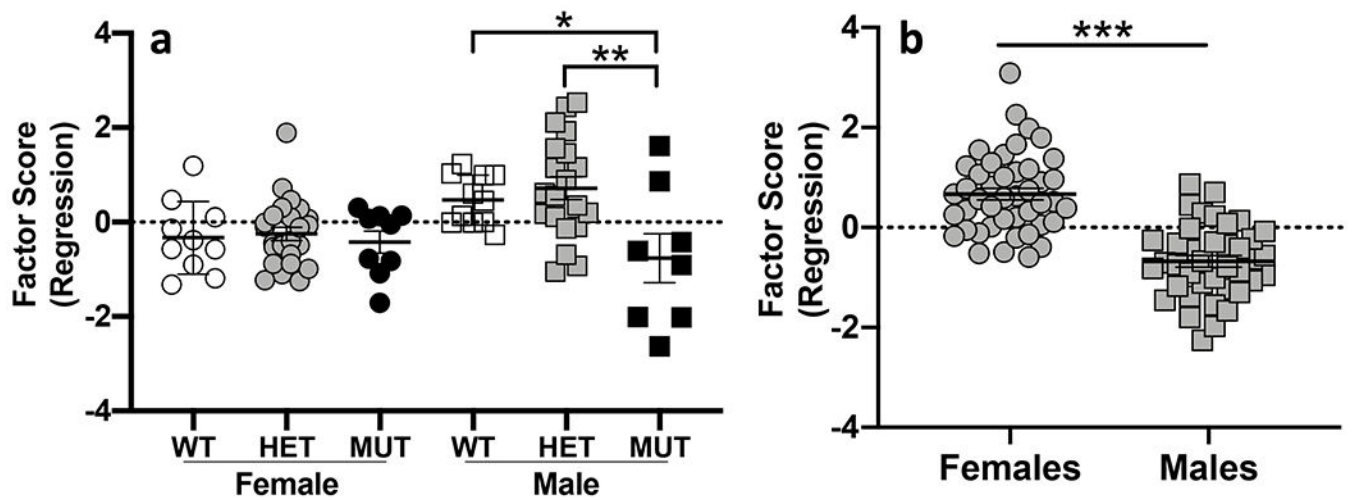 a
*
**
4
2
0
-2
-4
Factor Score
(Regression)
WT HET MUT WT HET MUT
Female Male
b
***
4
2
0
-2
-4
Factor Score
(Regression)
Females Males